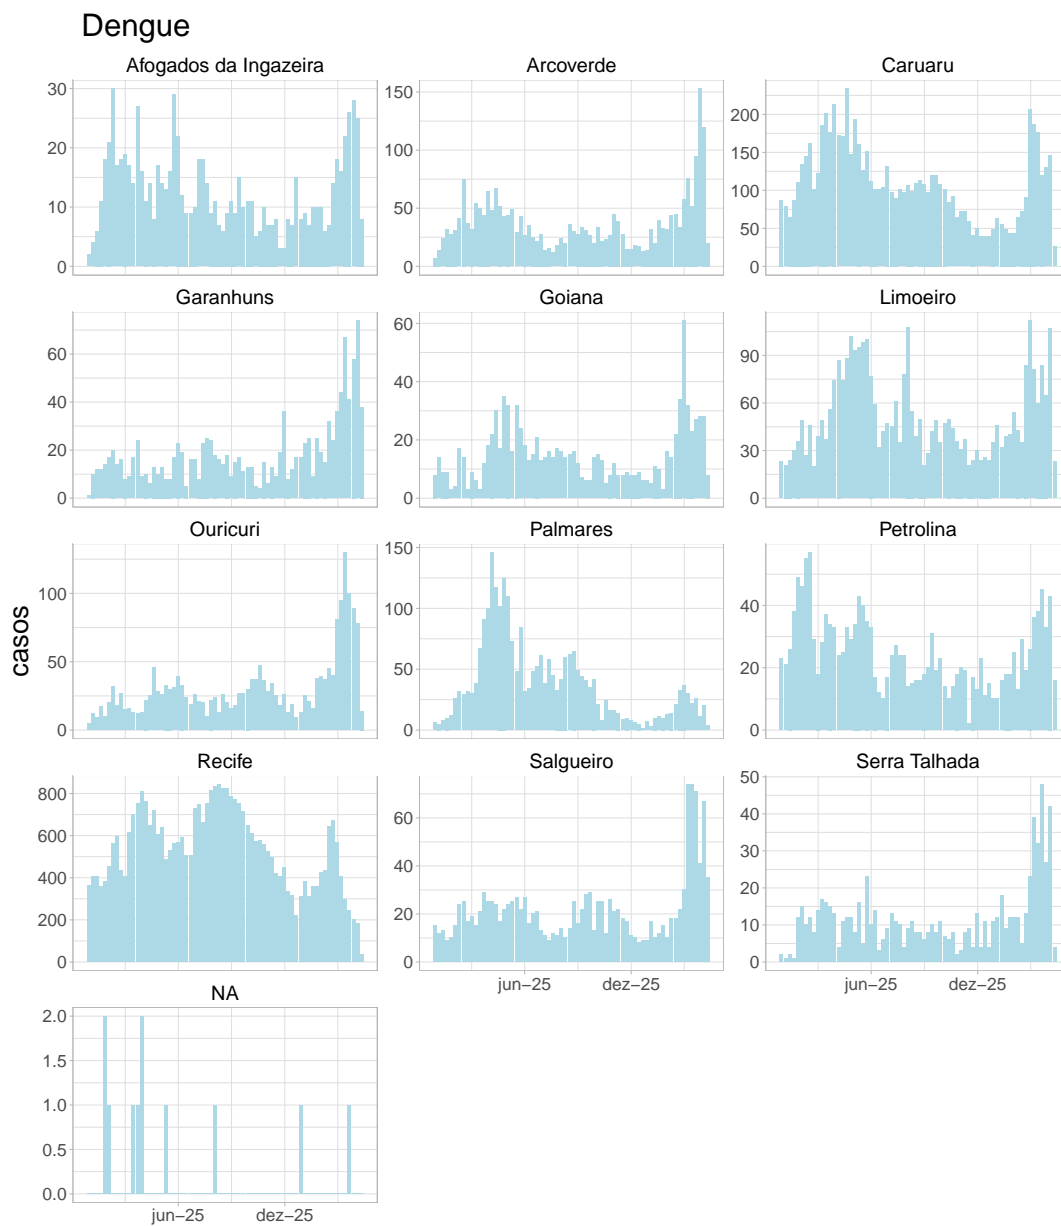 Dengue
Afogados da Ingazeira
Arcoverde
Caruaru
30
20
10
0
150
100
50
0
200
150
100
50
0
Garanhuns
Goiana
Limoeiro
60
40
20
0
60
40
20
0
90
60
30
0
Ouricuri
Palmares
Petrolina
100
50
0
150
100
50
0
40
20
0
casos
Recife
Salgueiro
Serra Talhada
800
600
400
200
0
60
40
20
0
50
40
30
20
10
0
jun−25
dez−25
jun−25
dez−25
NA
2.0
1.5
1.0
0.5
0.0
jun−25
dez−25